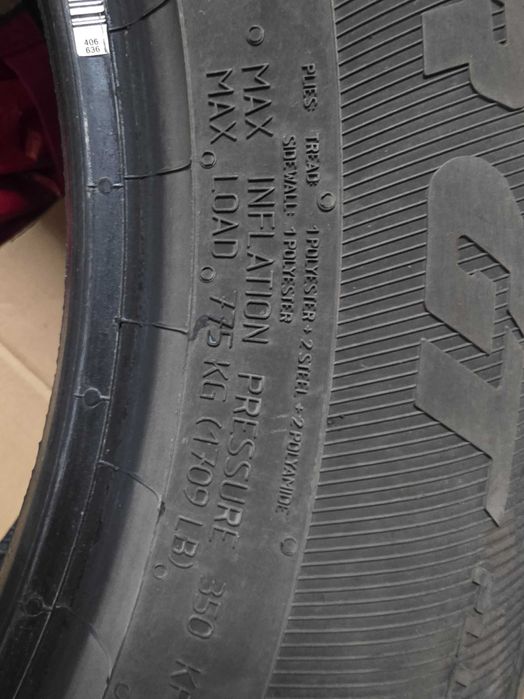 406
636
PLIES: TREAD: 1 POLYESTER + 2 STEEL + 2 POLYAMIDE
SIDEWALL: 1 POLYESTER
MAX INFLATION PRESSURE 350 KP
MAX LOAD 775 KG (1709 LB)